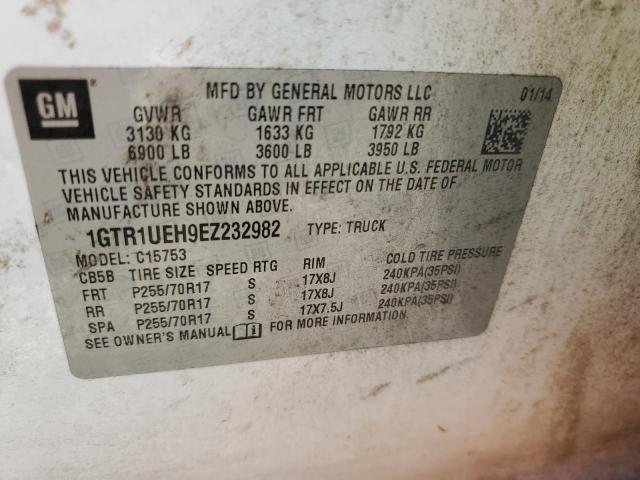 GM
MFD BY GENERAL MOTORS LLC 01/14
GVWR GAWR FRT GAWR RR
3130 KG 1633 KG 1792 KG
6900 LB 3600 LB 3950 LB
THIS VEHICLE CONFORMS TO ALL APPLICABLE U.S. FEDERAL MOTOR
VEHICLE SAFETY STANDARDS IN EFFECT ON THE DATE OF
MANUFACTURE SHOWN ABOVE.
1GTR1UEH9EZ232982 TYPE: TRUCK
MODEL: C15753
CB5B TIRE SIZE SPEED RTG RIM COLD TIRE PRESSURE
FRT P255/70R17 S 17X8J 240KPA(35PSI)
RR P255/70R17 S 17X8J 240KPA(35PSI)
SPA P255/70R17 S 17X7.5J 240KPA(35PSI)
SEE OWNER'S MANUAL FOR MORE INFORMATION.